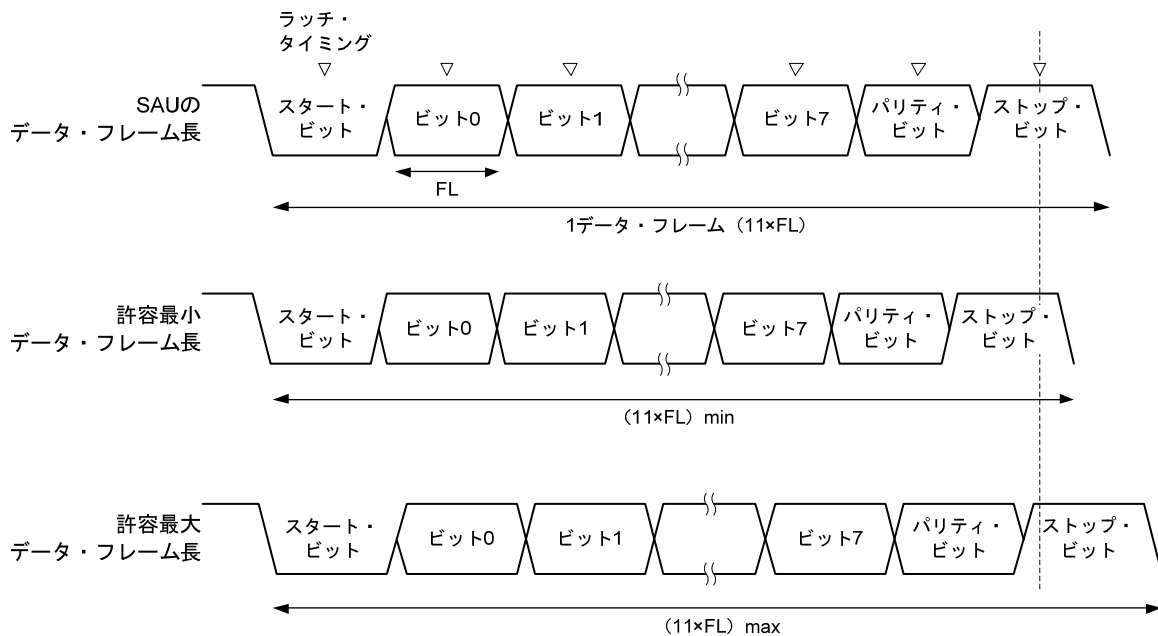 ラッチ・
タイミング
SAUの
データ・フレーム長
スタート・
ビット
ビット0
ビット1
ビット7
パリティ・
ビット
ストップ・
ビット
FL
1データ・フレーム（11×FL）
許容最小
データ・フレーム長
スタート・
ビット
ビット0
ビット1
ビット7
パリティ・
ビット
ストップ・
ビット
（11×FL）min
許容最大
データ・フレーム長
スタート・
ビット
ビット0
ビット1
ビット7
パリティ・
ビット
ストップ・
ビット
（11×FL）max